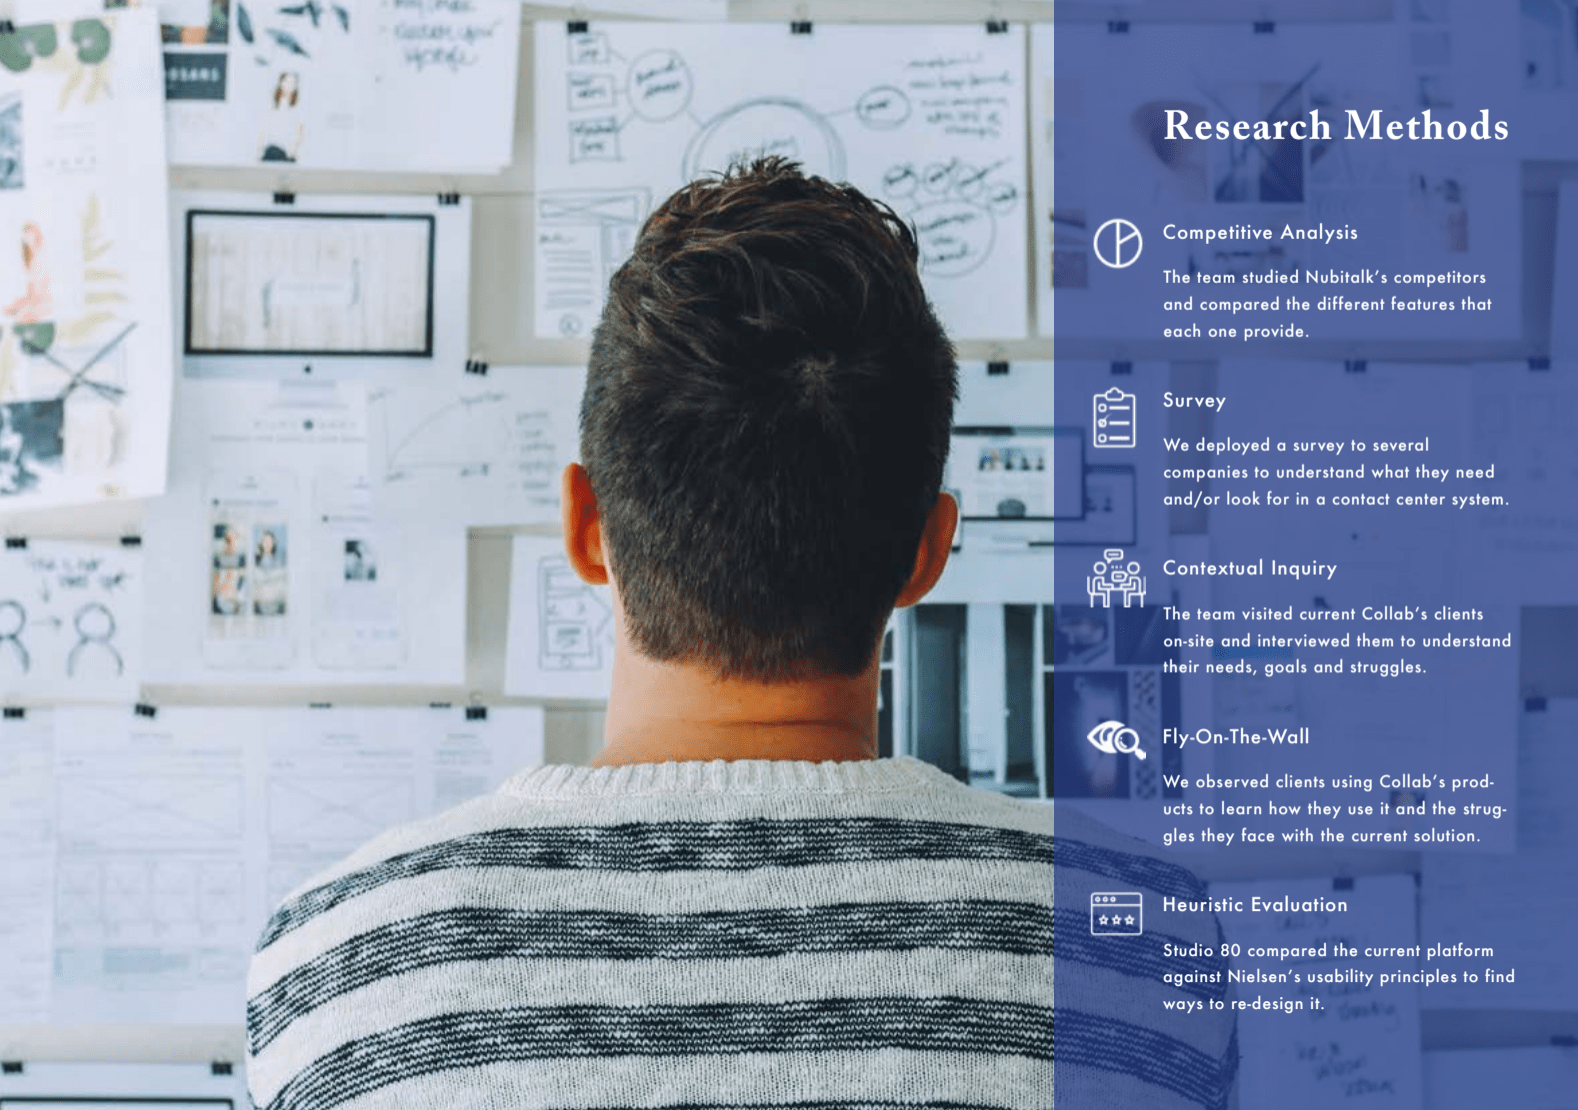 Research Methods
Competitive Analysis
The team studied Nubitalk’s competitors
and compared the different features that
each one provide.
Survey
We deployed a survey to several
companies to understand what they need
and/or look for in a contact center system.
Contextual Inquiry
The team visited current Collab’s clients
on-site and interviewed them to understand
their needs, goals and struggles.
Fly-On-The-Wall
We observed clients using Collab’s prod-
ucts to learn how they use it and the strug-
gles they face with the current solution.
Heuristic Evaluation
Studio 80 compared the current platform
against Nielsen’s usability principles to find
ways to re-design it.